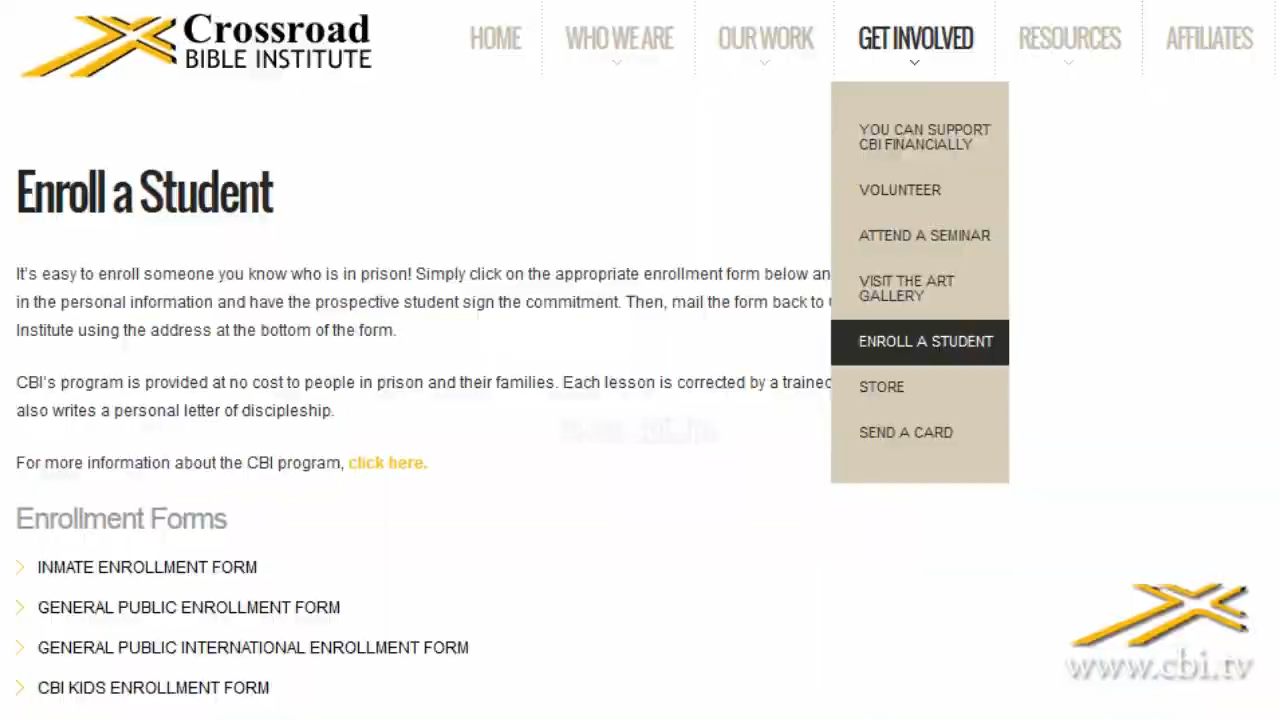 Crossroad
BIBLE INSTITUTE
HOME
WHO WE ARE
OUR WORK
GET INVOLVED
RESOURCES
AFFILIATES
YOU CAN SUPPORT
CBI FINANCIALLY
VOLUNTEER
ATTEND A SEMINAR
VISIT THE ART
GALLERY
ENROLL A STUDENT
STORE
SEND A CARD
Enroll a Student
It's easy to enroll someone you know who is in prison! Simply click on the appropriate enrollment form below an
in the personal information and have the prospective student sign the commitment. Then, mail the form back to
Institute using the address at the bottom of the form.
CBI's program is provided at no cost to people in prison and their families. Each lesson is corrected by a trained
also writes a personal letter of discipleship.
For more information about the CBI program, click here.
Enrollment Forms
INMATE ENROLLMENT FORM
GENERAL PUBLIC ENROLLMENT FORM
GENERAL PUBLIC INTERNATIONAL ENROLLMENT FORM
CBI KIDS ENROLLMENT FORM
www.cbi.tv